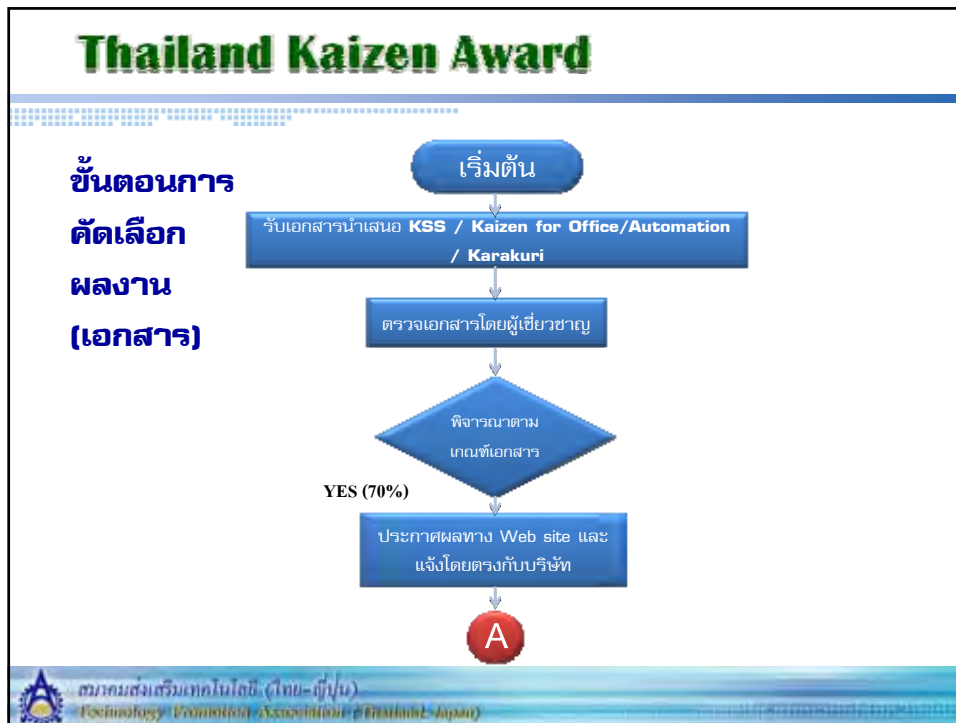 Thailand Kaizen Award
ขั้นตอนการ
คัดเลือก
ผลงาน
(เอกสาร)
เริ่มต้น
รับเอกสารนำเสนอ KSS / Kaizen for Office/Automation
/ Karakuri
ตรวจเอกสารโดยผู้เชี่ยวชาญ
พิจารณาตาม
เกณฑ์เอกสาร
YES (70%)
ประกาศผลทาง Web site และ
แจ้งโดยตรงกับบริษัท
A
สมาคมส่งเสริมเทคโนโลยี (ไทย-ญี่ปุ่น)
Technology Promotion Association (Thailand-Japan)